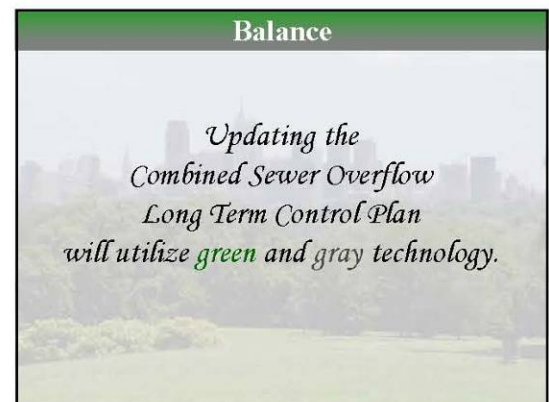 Balance
Updating the
Combined Sewer Overflow
Long Term Control Plan
will utilize green and gray technology.